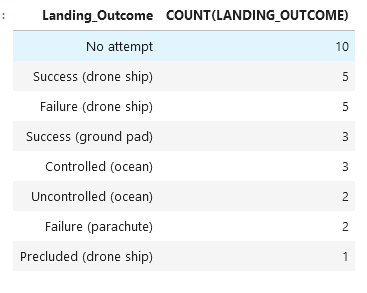 :
Landing_Outcome COUNT(LANDING_OUTCOME)
No attempt 10
Success (drone ship) 5
Failure (drone ship) 5
Success (ground pad) 3
Controlled (ocean) 3
Uncontrolled (ocean) 2
Failure (parachute) 2
Precluded (drone ship) 1